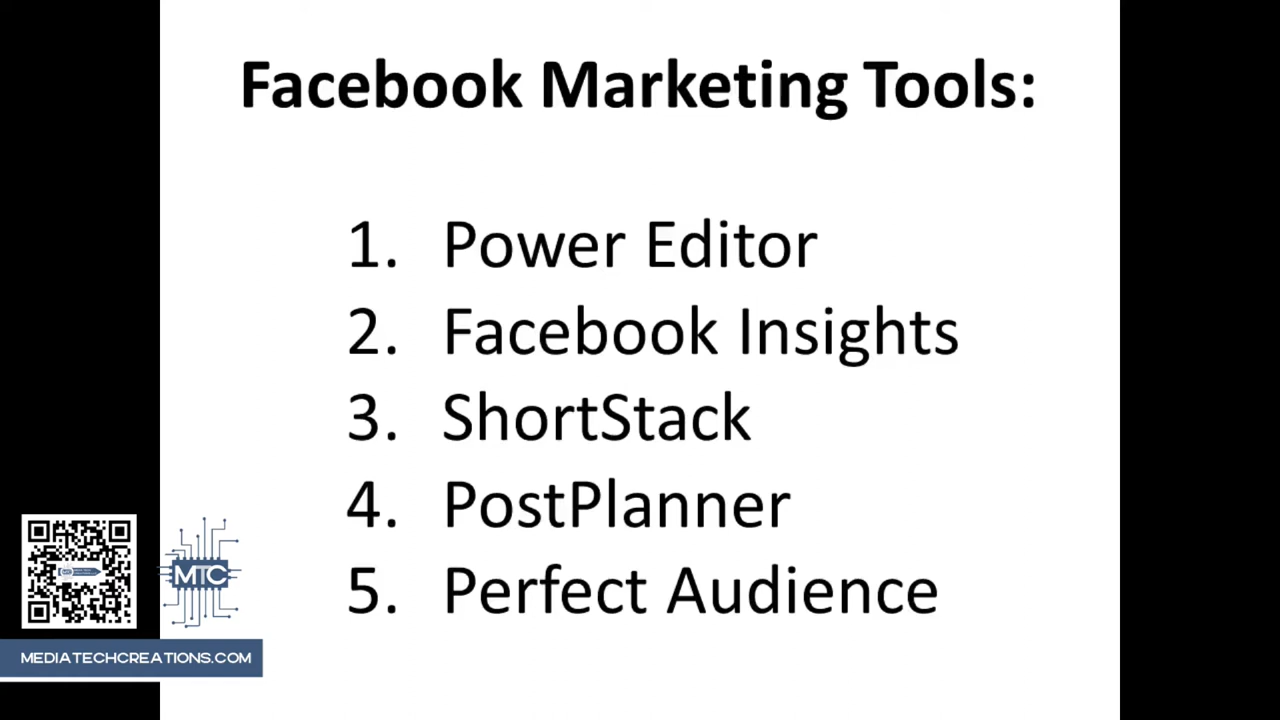 Facebook Marketing Tools:
1. Power Editor
2. Facebook Insights
3. ShortStack
4. PostPlanner
5. Perfect Audience
MTC
MEDIATECHCREATIONS.COM